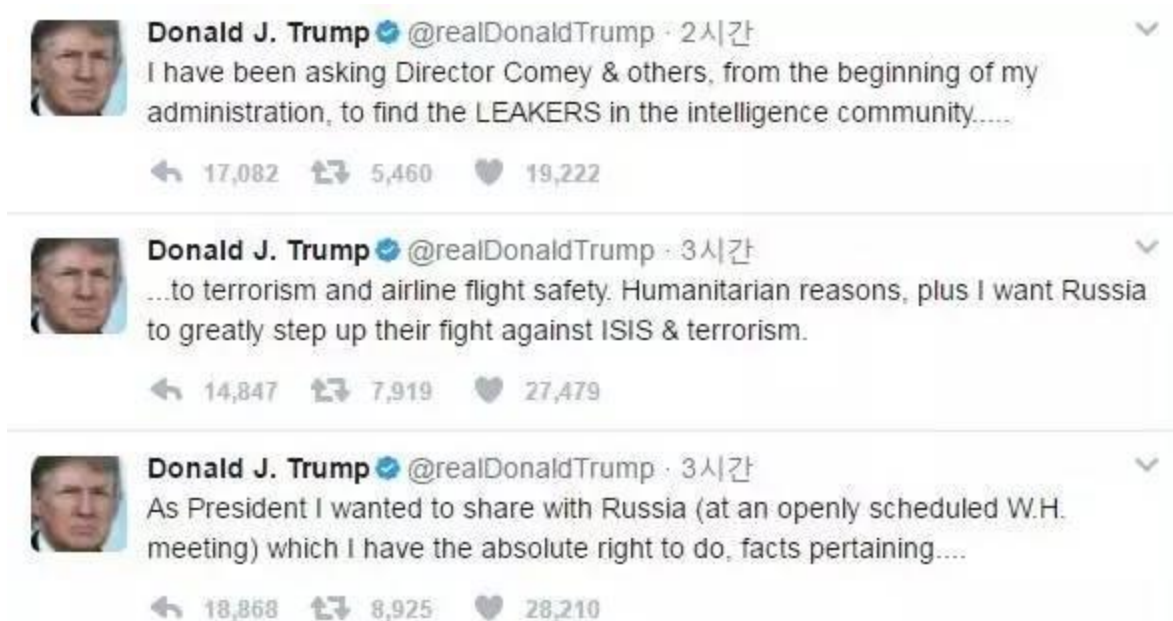 Donald J. Trump @realDonaldTrump · 2시간
I have been asking Director Comey & others, from the beginning of my
administration, to find the LEAKERS in the intelligence community.....
17,082 5,460 19,222
Donald J. Trump @realDonaldTrump · 3시간
...to terrorism and airline flight safety. Humanitarian reasons, plus I want Russia
to greatly step up their fight against ISIS & terrorism.
14,847 7,919 27,479
Donald J. Trump @realDonaldTrump · 3시간
As President I wanted to share with Russia (at an openly scheduled W.H.
meeting) which I have the absolute right to do, facts pertaining....
18,868 8,925 28,210